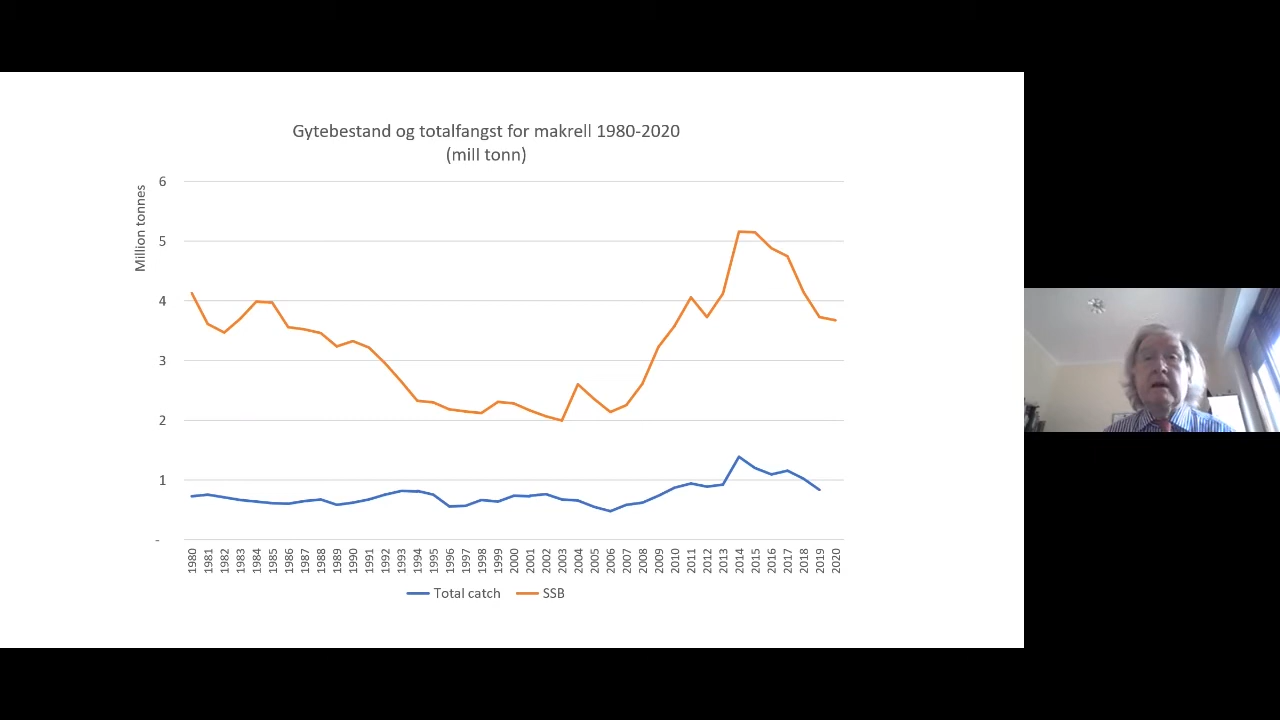 Gytebestand og totalfangst for makrell 1980-2020
(mill tonn)
Million tonnes
6
5
4
3
2
1
-
1980 1981 1982 1983 1984 1985 1986 1987 1988 1989 1990 1991 1992 1993 1994 1995 1996 1997 1998 1999 2000 2001 2002 2003 2004 2005 2006 2007 2008 2009 2010 2011 2012 2013 2014 2015 2016 2017 2018 2019 2020
Total catch SSB